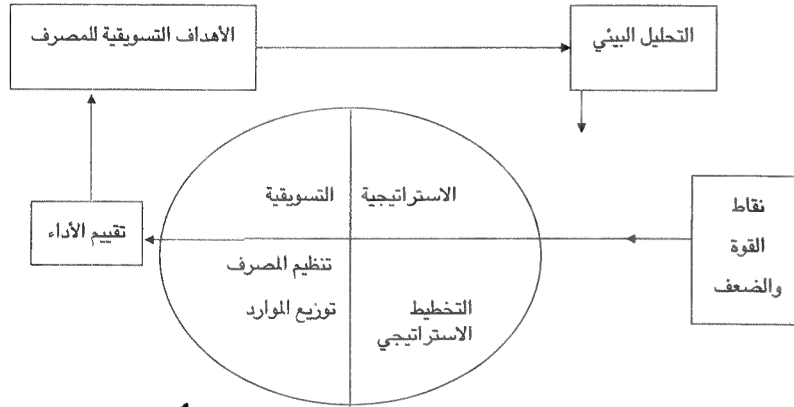 الأهداف التسويقية للمصرف
التحليل البيئي
الاستراتيجية
التسويقية
نقاط
القوة
والضعف
تقييم الأداء
تنظيم المصرف
توزيع الموارد
التخطيط
الاستراتيجي